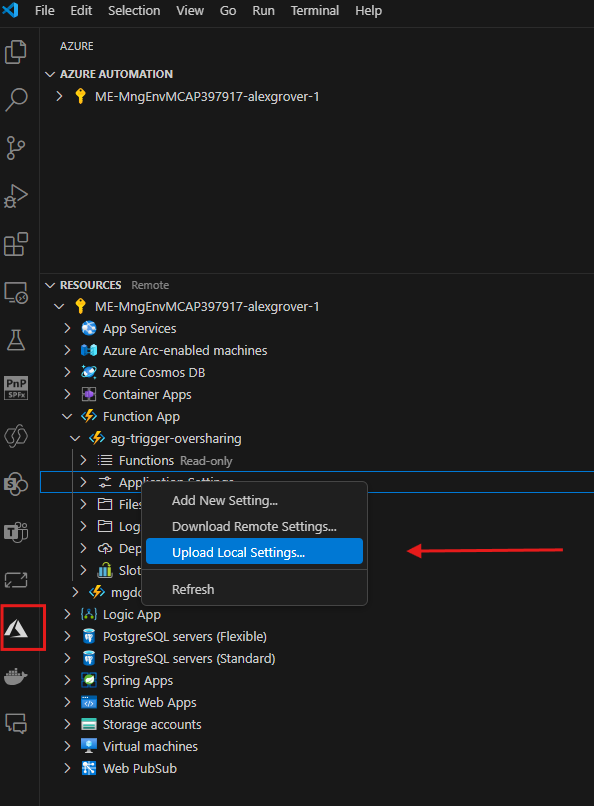 File Edit Selection View Go Run Terminal Help
AZURE
AZURE AUTOMATION
ME-MngEnvMCAP397917-alexgrover-1
RESOURCES Remote
ME-MngEnvMCAP397917-alexgrover-1
App Services
Azure Arc-enabled machines
Azure Cosmos DB
Container Apps
Function App
ag-trigger-oversharing
Functions Read-only
Application Settings
Add New Setting...
Files
Download Remote Settings...
Log
Upload Local Settings...
Dep
Slot
Refresh
mgdc
Logic App
PostgreSQL servers (Flexible)
PostgreSQL servers (Standard)
Spring Apps
Static Web Apps
Storage accounts
Virtual machines
Web PubSub
PnP
SPFx